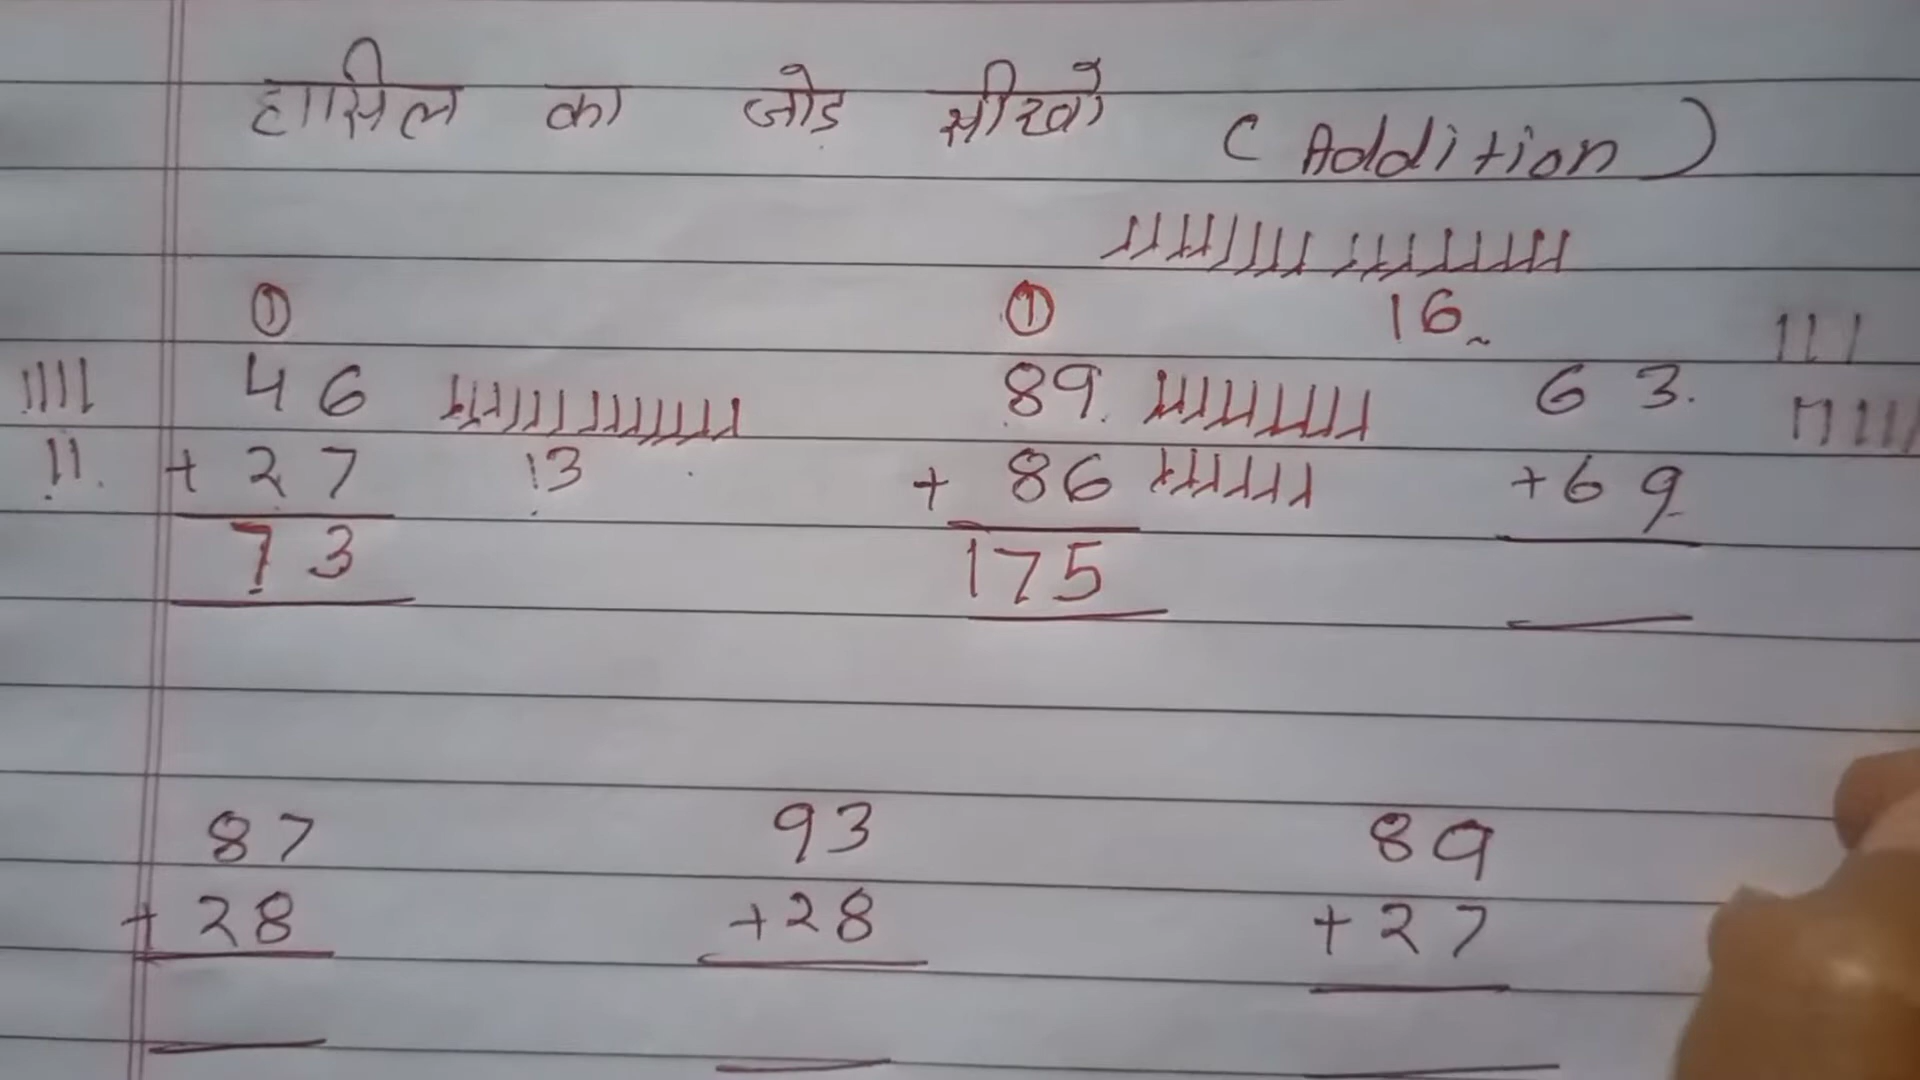 हासिल का जोड़ सीखो (Addition)
① ① 16
46 89 63
+27 13 +86 +69
73 175
87 93 89
+28 +28 +27